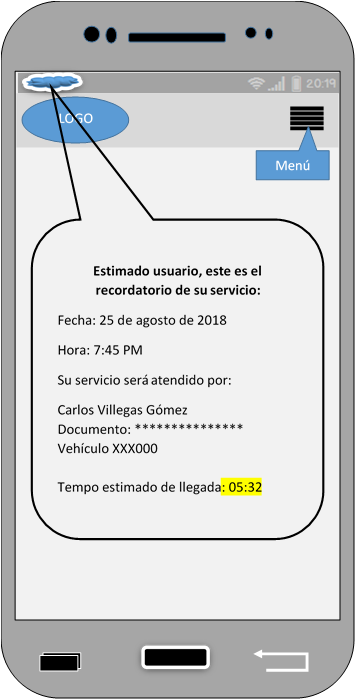 20.19
LOGO
Menú
Estimado usuario, este es el
recordatorio de su servicio:
Fecha: 25 de agosto de 2018
Hora: 7:45 PM
Su servicio será atendido por:
Carlos Villegas Gómez
Documento: ***************
Vehículo XXX000
Tempo estimado de llegada: 05:32